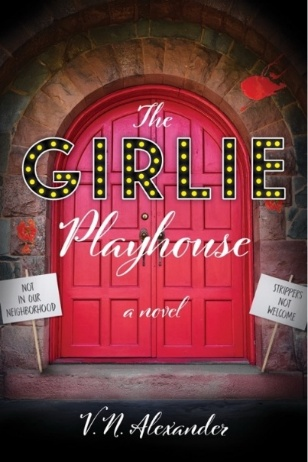 The
GIRLIE
Playhouse
a novel
NOT
IN OUR
NEIGHBORHOOD
STRIPPERS
NOT
WELCOME
V. N. Alexander